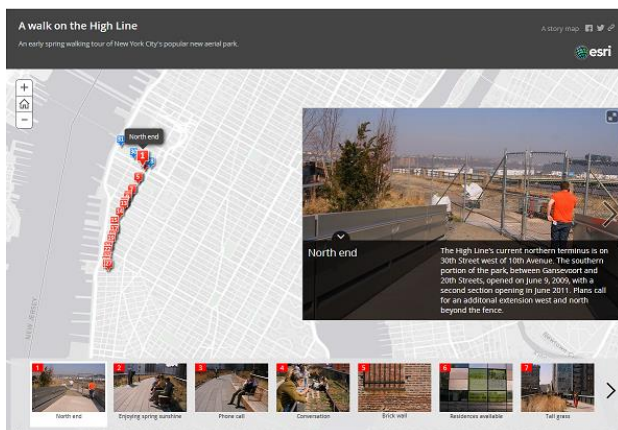 A walk on the High Line
An early spring walking tour of New York City's popular new aerial park.
A story map
esri
+
−
North end
1
5
NEW JERSEY
North end
The High Line's current northern terminus is on
30th Street west of 10th Avenue. The southern
portion of the park, between Gansevoort and
20th Streets, opened on June 9, 2009, with a
second section opening in June 2011. Plans call
for an additonal extension west and north
beyond the fence.
1
2
3
4
5
6
7
North end
Enjoying spring sunshine
Phone call
Conversation
Brick wall
Residences available
Tall grass